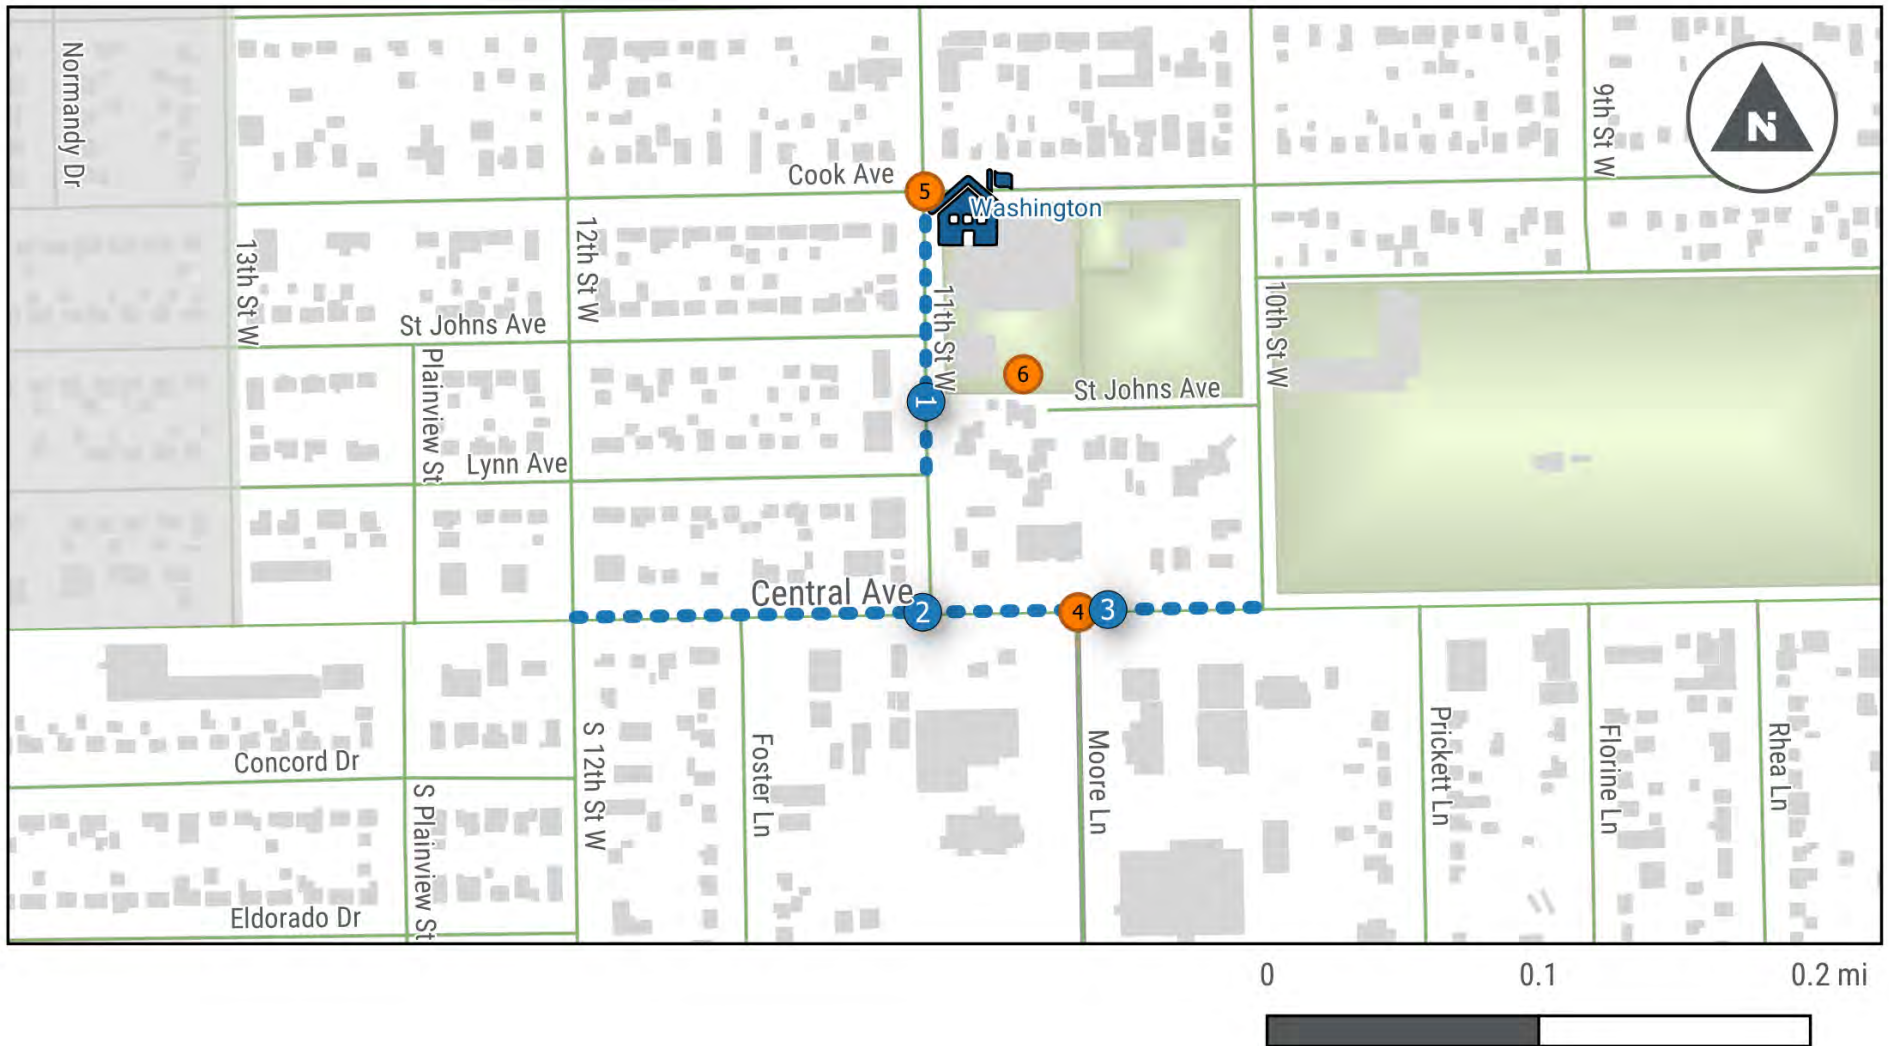 Normandy Dr
9th St W
N
Cook Ave
5
Washington
13th St W
12th St W
11th St W
10th St W
St Johns Ave
Plainview St
6
St Johns Ave
1
Lynn Ave
Central Ave
2
4
3
Concord Dr
S 12th St W
Foster Ln
Moore Ln
Prickett Ln
Florine Ln
Rhea Ln
S Plainview St
Eldorado Dr
0 0.1 0.2 mi